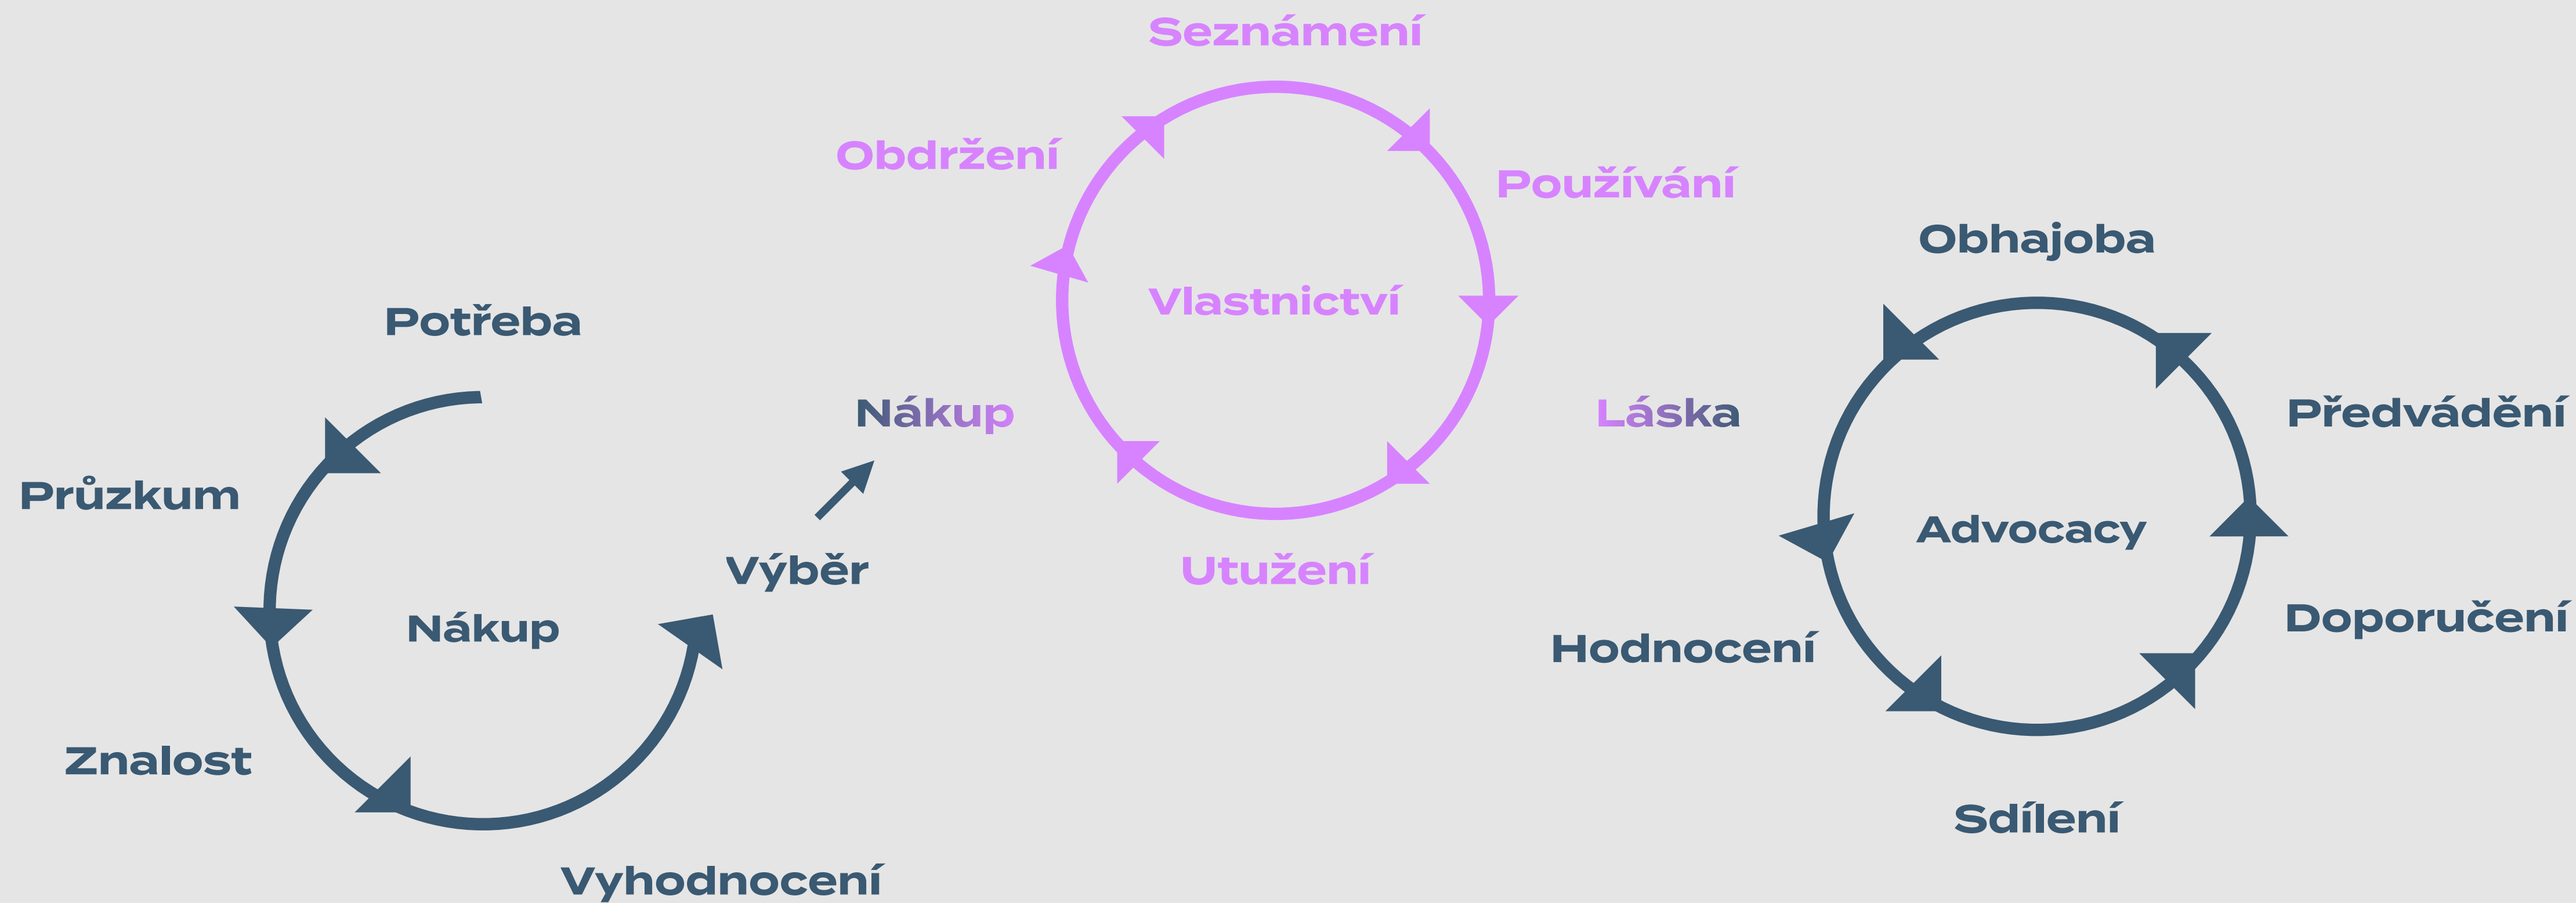 Potřeba
Průzkum
Znalost
Vyhodnocení
Výběr
Nákup
Nákup
Obdržení
Seznámení
Používání
Vlastnictví
Láska
Utužení
Obhajoba
Předvádění
Advocacy
Doporučení
Hodnocení
Sdílení